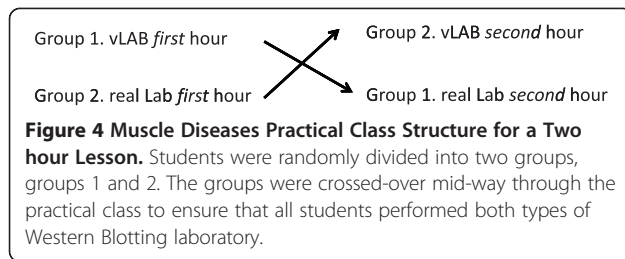 Group 1. vLAB first hour
Group 2. vLAB second hour
Group 2. real Lab first hour
Group 1. real Lab second hour
Figure 4 Muscle Diseases Practical Class Structure for a Two
hour Lesson. Students were randomly divided into two groups,
groups 1 and 2. The groups were crossed-over mid-way through the
practical class to ensure that all students performed both types of
Western Blotting laboratory.